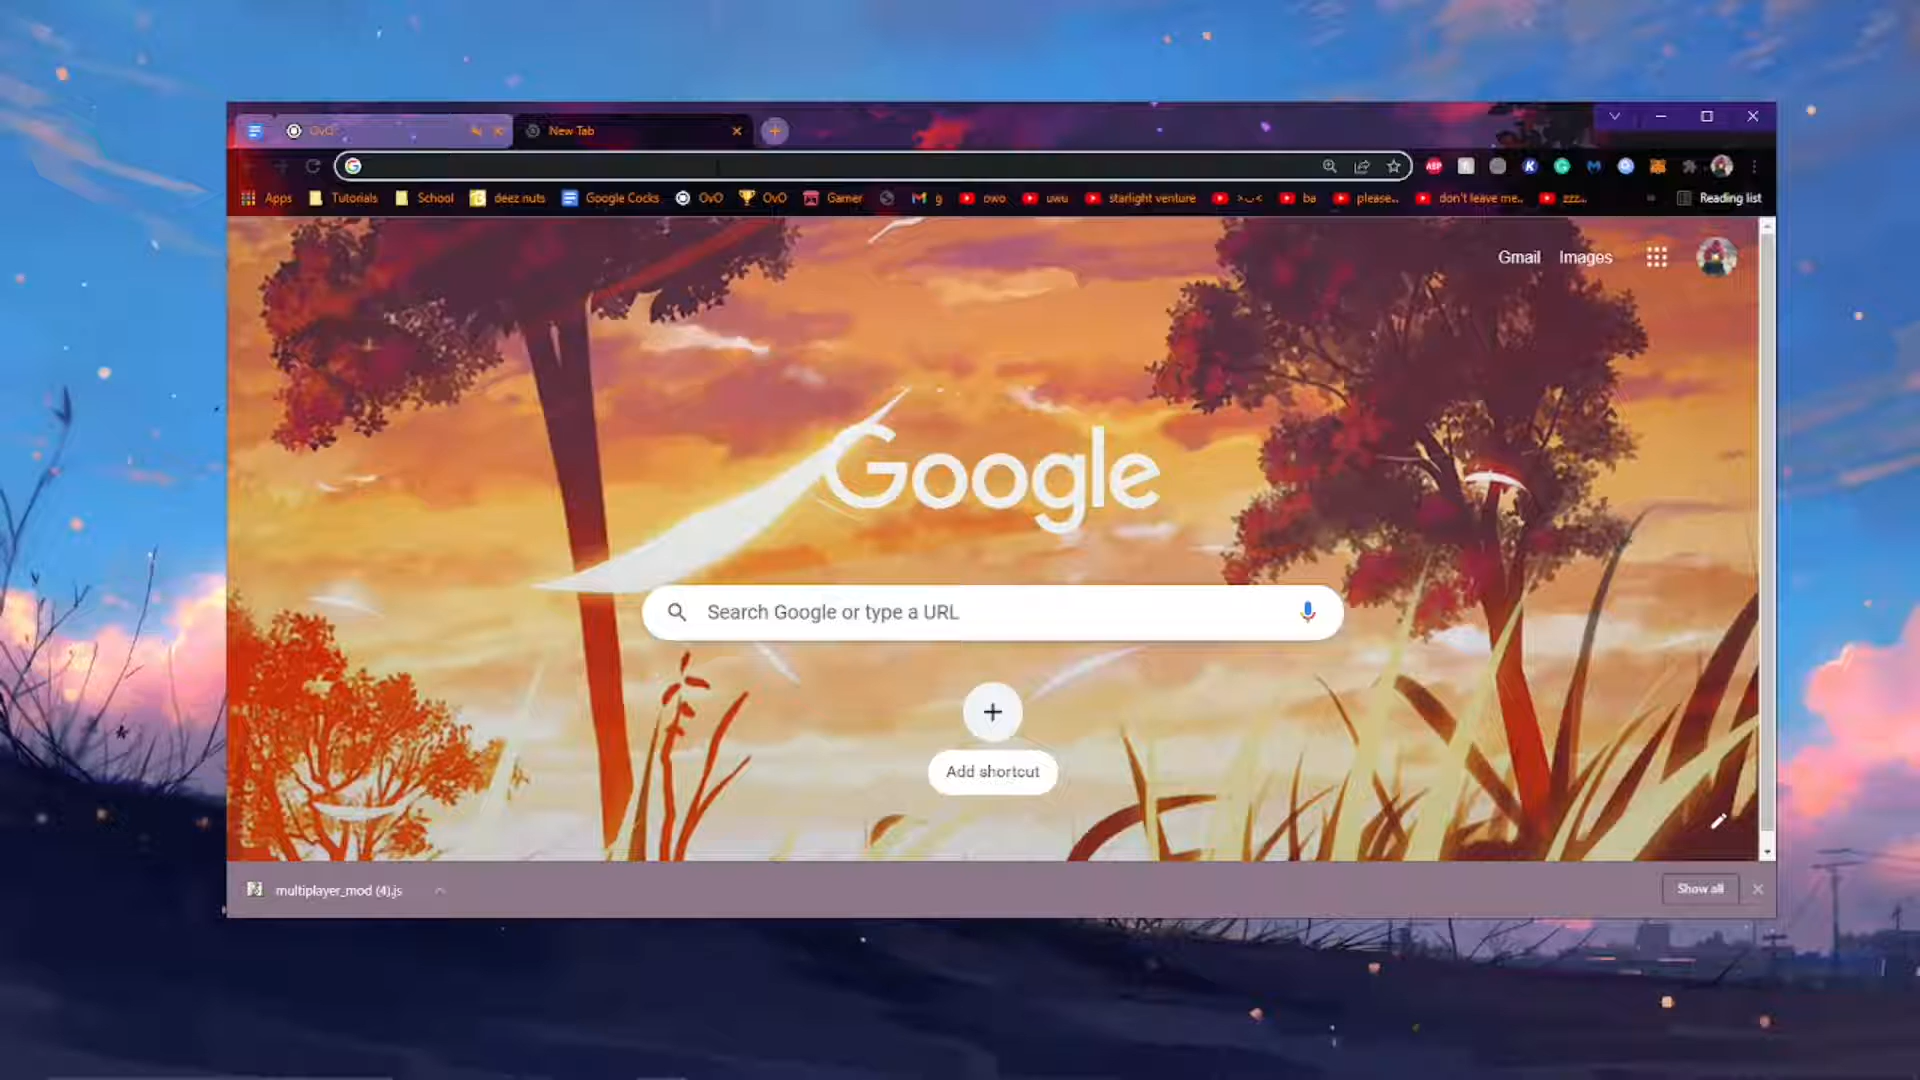 OvO
New Tab
ABP
K
Apps
Tutorials
School
deez nuts
Google Cocks
OvO
OvO
Gamer
g
owo
uwu
starlight venture
>-<
ba
please..
don't leave me..
zzz..
Reading list
Gmail
Images
Google
Search Google or type a URL
Add shortcut
multiplayer_mod (4).js
Show all